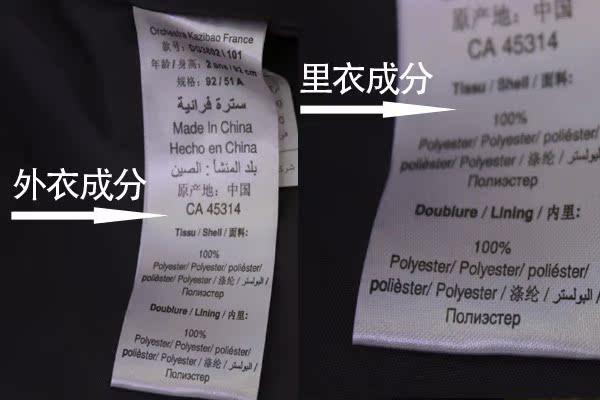 Orchestra Kazibao France
款号: DG3602 / 101
年龄 / 身高: 2 ans / 92 cm
规格: 92 / 51 A
سترة فرانية
Made In China
Hecho en China
بلد المنشأ : الصين
原产地: 中国
CA 45314
Tissu / Shell / 面料:
100%
Polyester/ Polyester/ poliéster/
polièster/ Polyester / 涤纶 / البولستر /
Полиэстер
Doublure / Lining / 内里:
100%
Polyester/ Polyester/ poliéster/
polièster/ Polyester / 涤纶 / البولستر /
Полиэстер
外衣成分
原产地: 中国
CA 45314
Tissu / Shell / 面料:
100%
Polyester/ Polyester/ poliéster/
polièster/ Polyester / 涤纶 / البولستر /
Полиэстер
Doublure / Lining / 内里:
100%
Polyester/ Polyester/ poliéster/
polièster/ Polyester / 涤纶 / البولستر /
Полиэстер
里衣成分